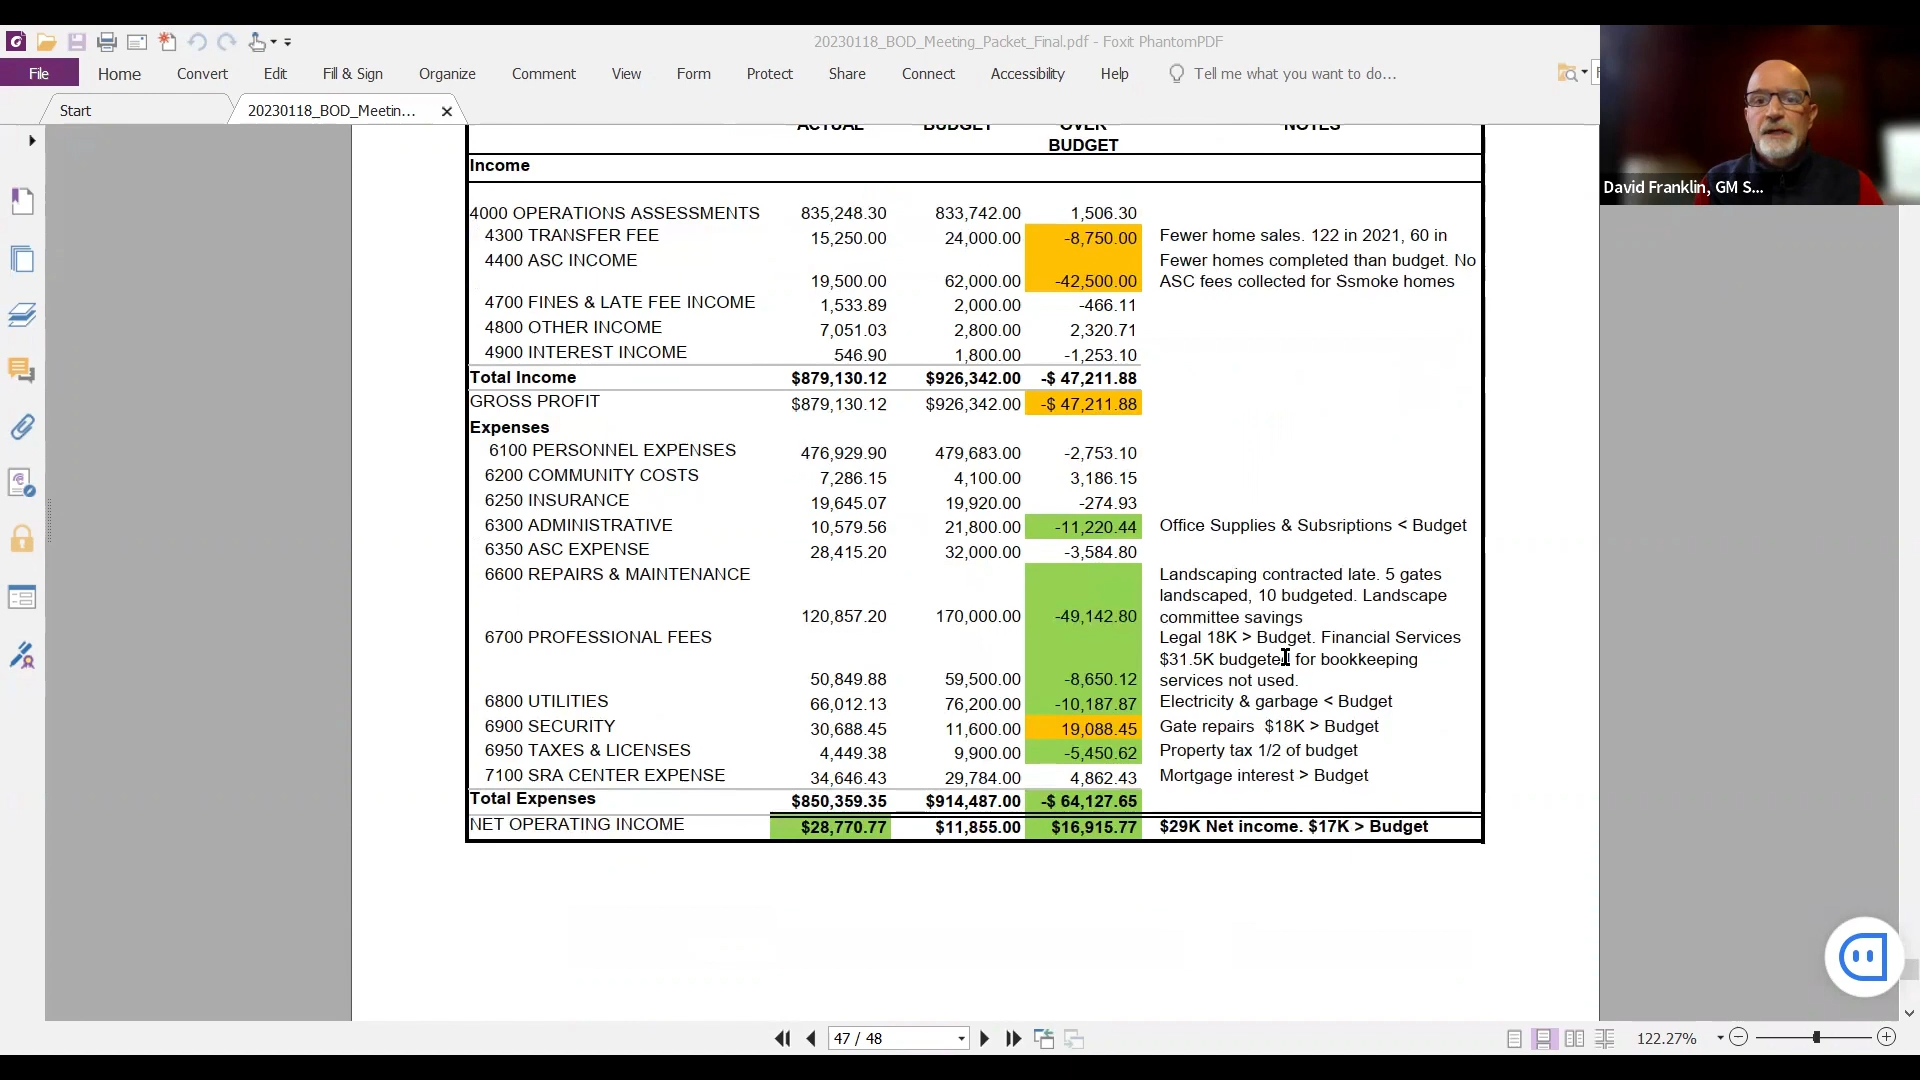 20230118_BOD_Meeting_Packet_Final.pdf - Foxit PhantomPDF
File Home Convert Edit Fill & Sign Organize Comment View Form Protect Share Connect Accessibility Help Tell me what you want to do...
Start 20230118_BOD_Meetin...
David Franklin, GM S...
ACTUAL BUDGET OVER NOTES
BUDGET
Income
4000 OPERATIONS ASSESSMENTS 835,248.30 833,742.00 1,506.30
4300 TRANSFER FEE 15,250.00 24,000.00 -8,750.00 Fewer home sales. 122 in 2021, 60 in
4400 ASC INCOME Fewer homes completed than budget. No
19,500.00 62,000.00 -42,500.00 ASC fees collected for Ssmoke homes
4700 FINES & LATE FEE INCOME 1,533.89 2,000.00 -466.11
4800 OTHER INCOME 7,051.03 2,800.00 2,320.71
4900 INTEREST INCOME 546.90 1,800.00 -1,253.10
Total Income $879,130.12 $926,342.00 -$ 47,211.88
GROSS PROFIT $879,130.12 $926,342.00 -$ 47,211.88
Expenses
6100 PERSONNEL EXPENSES 476,929.90 479,683.00 -2,753.10
6200 COMMUNITY COSTS 7,286.15 4,100.00 3,186.15
6250 INSURANCE 19,645.07 19,920.00 -274.93
6300 ADMINISTRATIVE 10,579.56 21,800.00 -11,220.44 Office Supplies & Subsriptions < Budget
6350 ASC EXPENSE 28,415.20 32,000.00 -3,584.80
6600 REPAIRS & MAINTENANCE Landscaping contracted late. 5 gates
landscaped, 10 budgeted. Landscape
120,857.20 170,000.00 -49,142.80 committee savings
6700 PROFESSIONAL FEES Legal 18K > Budget. Financial Services
$31.5K budgeted for bookkeeping
50,849.88 59,500.00 -8,650.12 services not used.
6800 UTILITIES 66,012.13 76,200.00 -10,187.87 Electricity & garbage < Budget
6900 SECURITY 30,688.45 11,600.00 19,088.45 Gate repairs $18K > Budget
6950 TAXES & LICENSES 4,449.38 9,900.00 -5,450.62 Property tax 1/2 of budget
7100 SRA CENTER EXPENSE 34,646.43 29,784.00 4,862.43 Mortgage interest > Budget
Total Expenses $850,359.35 $914,487.00 -$ 64,127.65
NET OPERATING INCOME $28,770.77 $11,855.00 $16,915.77 $29K Net income. $17K > Budget
47 / 48 122.27%